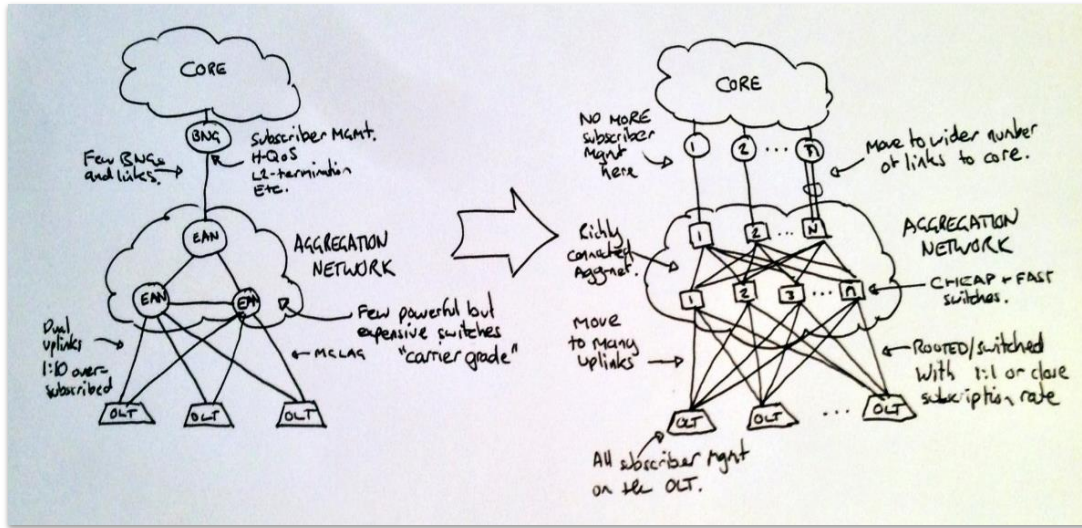 CORE
BNG
Few BNGs
and links.
Subscriber MGMT.
H-QoS
L2-termination
Etc.
EAN
AGGREGATION
NETWORK
EAN
EAN
Few powerful but
expensive switches
"carrier grade"
Dual
uplinks
1:10 over-
subscribed
MCLAG
OLT
OLT
OLT
CORE
NO MORE
subscriber
Mgmt
here
1
2
...
n
Move to wider number
of links to core.
Richly
connected
Aggr.net.
1
2
...
N
AGGREGATION
NETWORK
1
2
3
...
n
CHEAP + FAST
switches.
Move
to Many
uplinks
ROUTED/switched
With 1:1 or close
subscription rate
OLT
OLT
...
OLT
All subscriber mgmt
on the OLT.